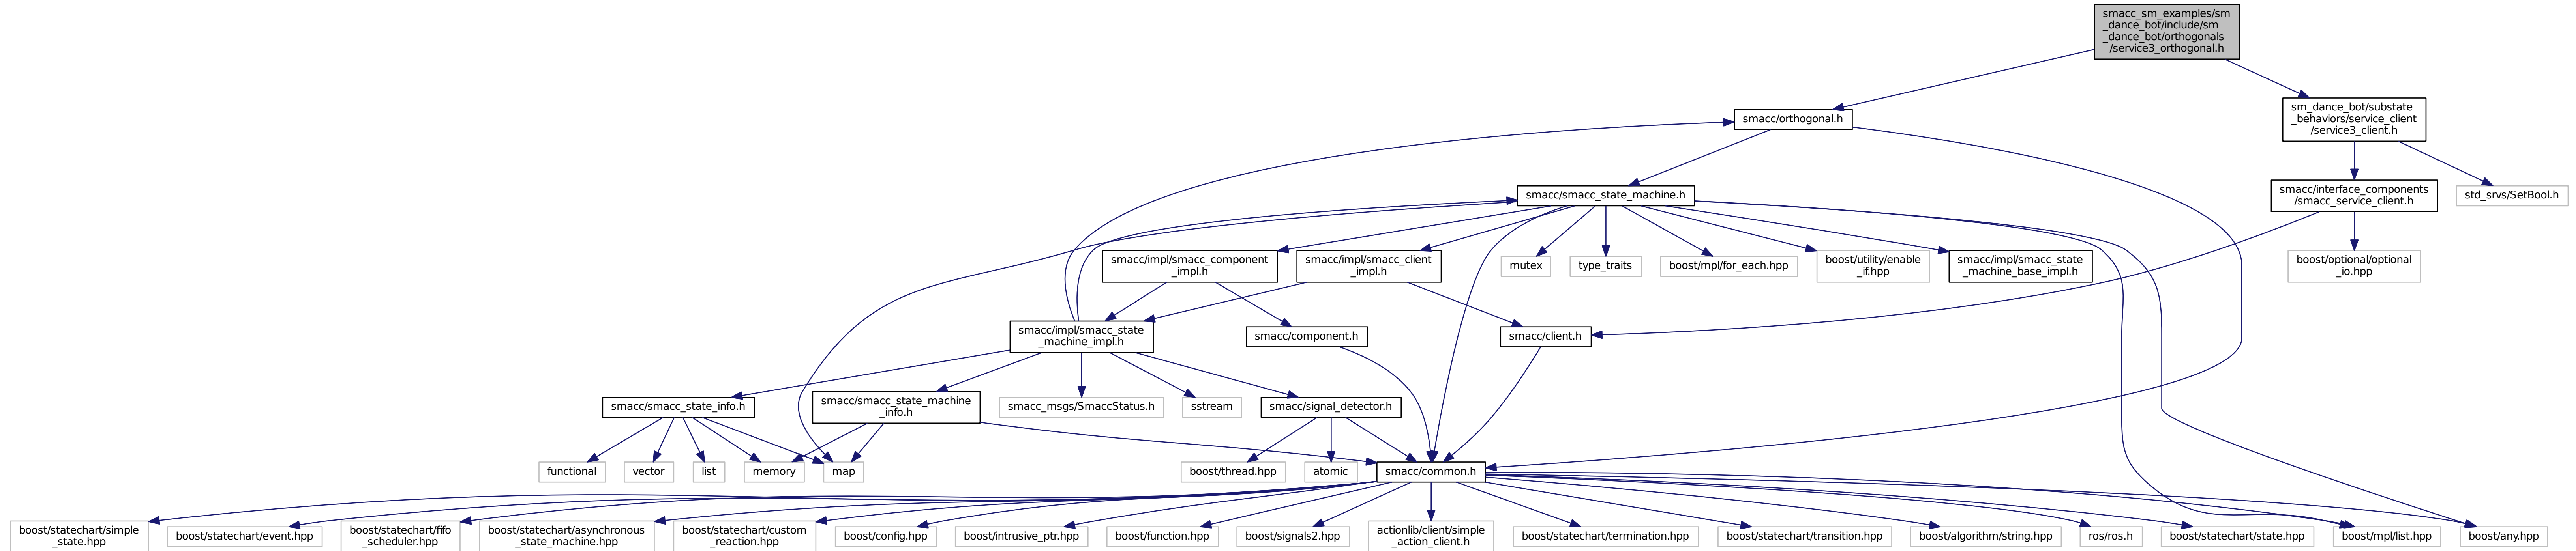 smacc_sm_examples/sm
_dance_bot/include/sm
_dance_bot/orthogonals
/service3_orthogonal.h
smacc/orthogonal.h
sm_dance_bot/substate
_behaviors/service_client
/service3_client.h
smacc/smacc_state_machine.h
smacc/interface_components
/smacc_service_client.h
std_srvs/SetBool.h
smacc/impl/smacc_component
_impl.h
smacc/impl/smacc_client
_impl.h
mutex
type_traits
boost/mpl/for_each.hpp
boost/utility/enable
_if.hpp
smacc/impl/smacc_state
_machine_base_impl.h
boost/optional/optional
_io.hpp
smacc/impl/smacc_state
_machine_impl.h
smacc/component.h
smacc/client.h
smacc/smacc_state_info.h
smacc/smacc_state_machine
_info.h
smacc_msgs/SmaccStatus.h
sstream
smacc/signal_detector.h
functional
vector
list
memory
map
boost/thread.hpp
atomic
smacc/common.h
boost/statechart/simple
_state.hpp
boost/statechart/event.hpp
boost/statechart/fifo
_scheduler.hpp
boost/statechart/asynchronous
_state_machine.hpp
boost/statechart/custom
_reaction.hpp
boost/config.hpp
boost/intrusive_ptr.hpp
boost/function.hpp
boost/signals2.hpp
actionlib/client/simple
_action_client.h
boost/statechart/termination.hpp
boost/statechart/transition.hpp
boost/algorithm/string.hpp
ros/ros.h
boost/statechart/state.hpp
boost/mpl/list.hpp
boost/any.hpp